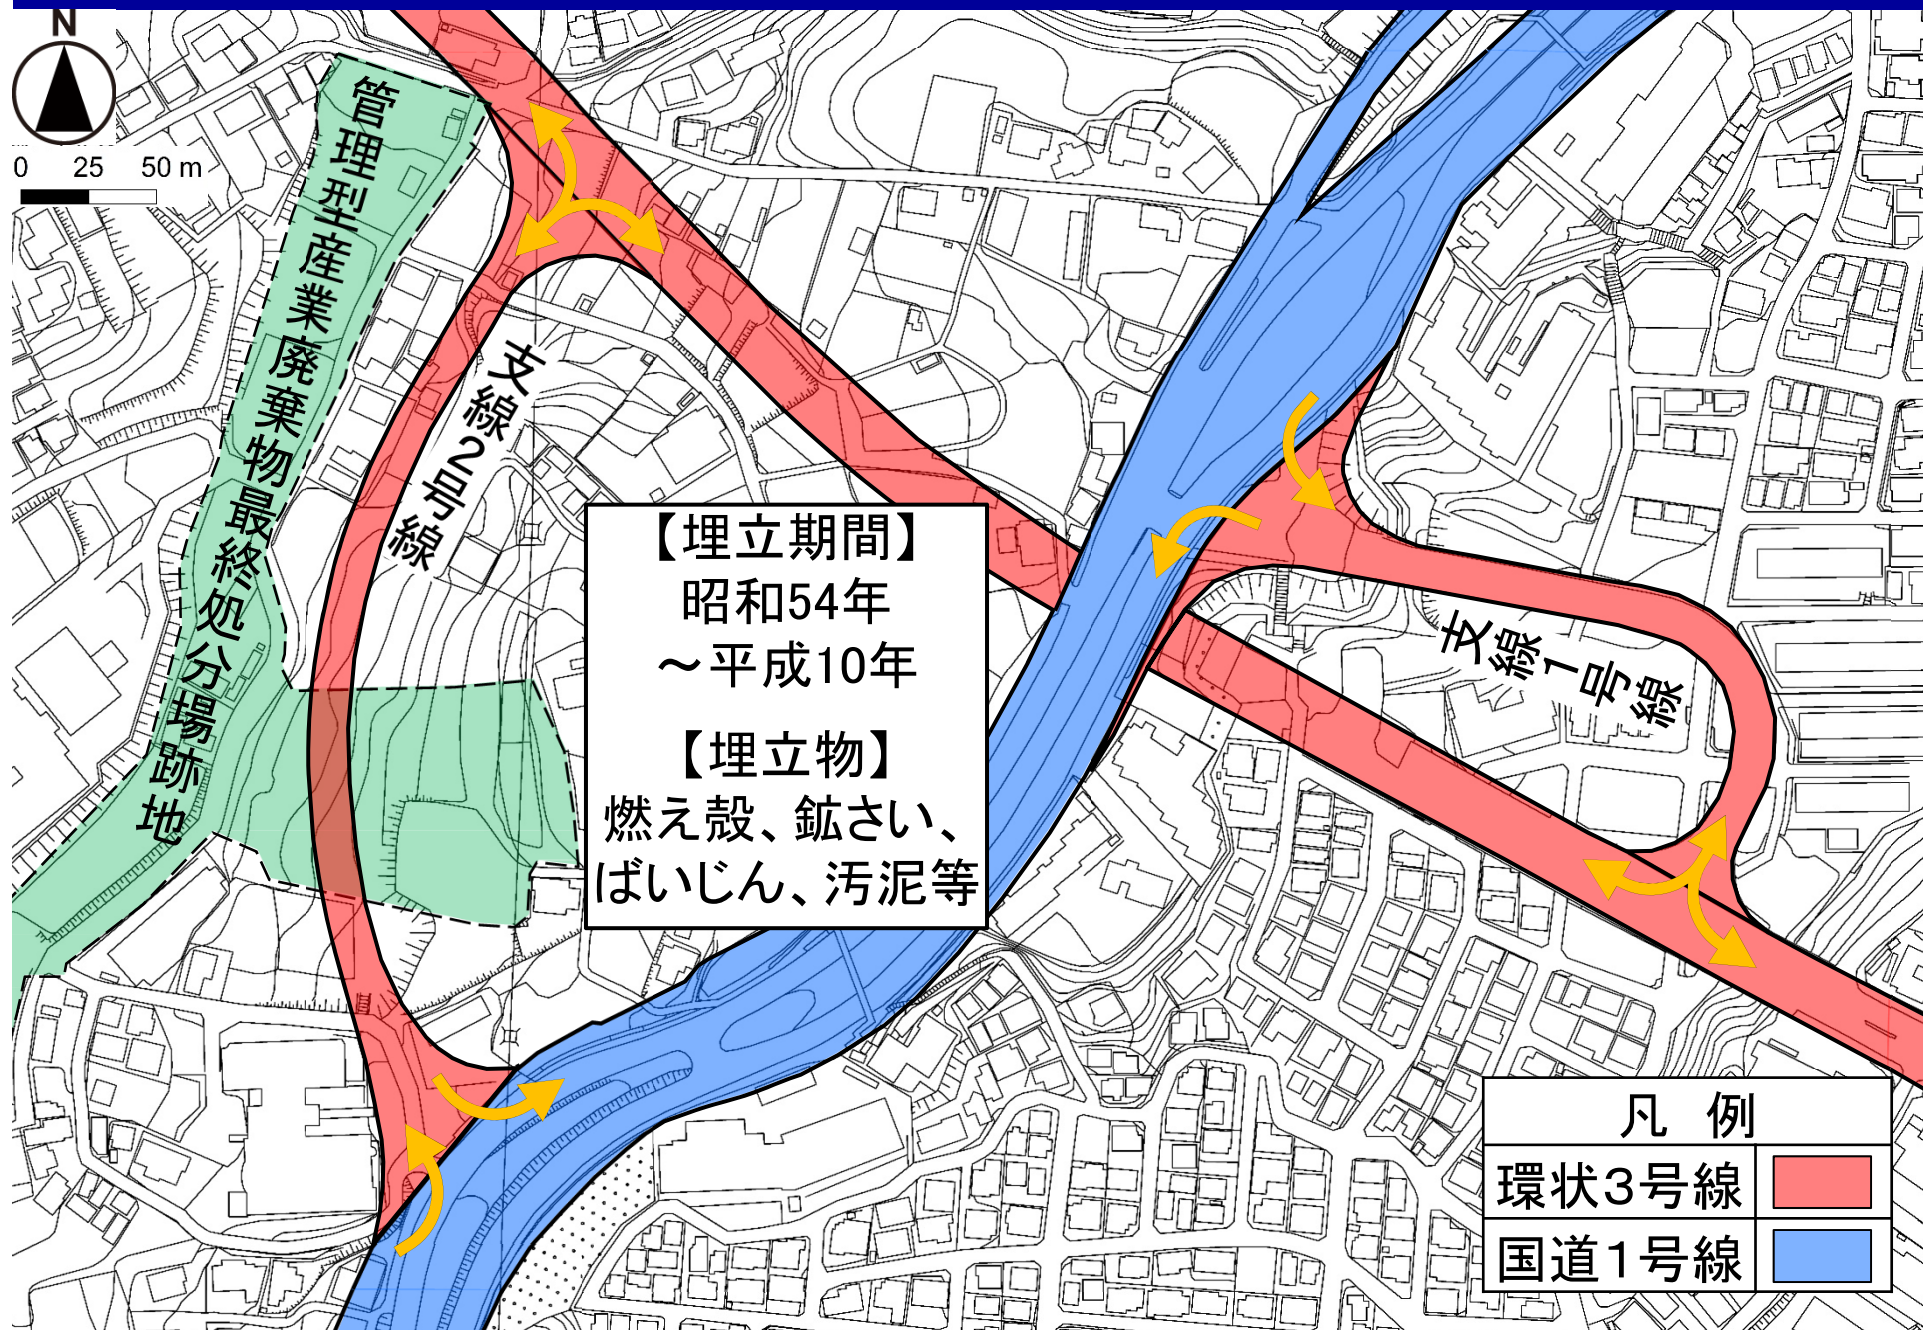 N
0 25 50 m
管理型産業廃棄物最終処分場跡地
支線2号線
【埋立期間】
昭和54年
～平成10年
【埋立物】
燃え殻、鉱さい、
ばいじん、汚泥等
支線1号線
凡 例
環状3号線
国道1号線